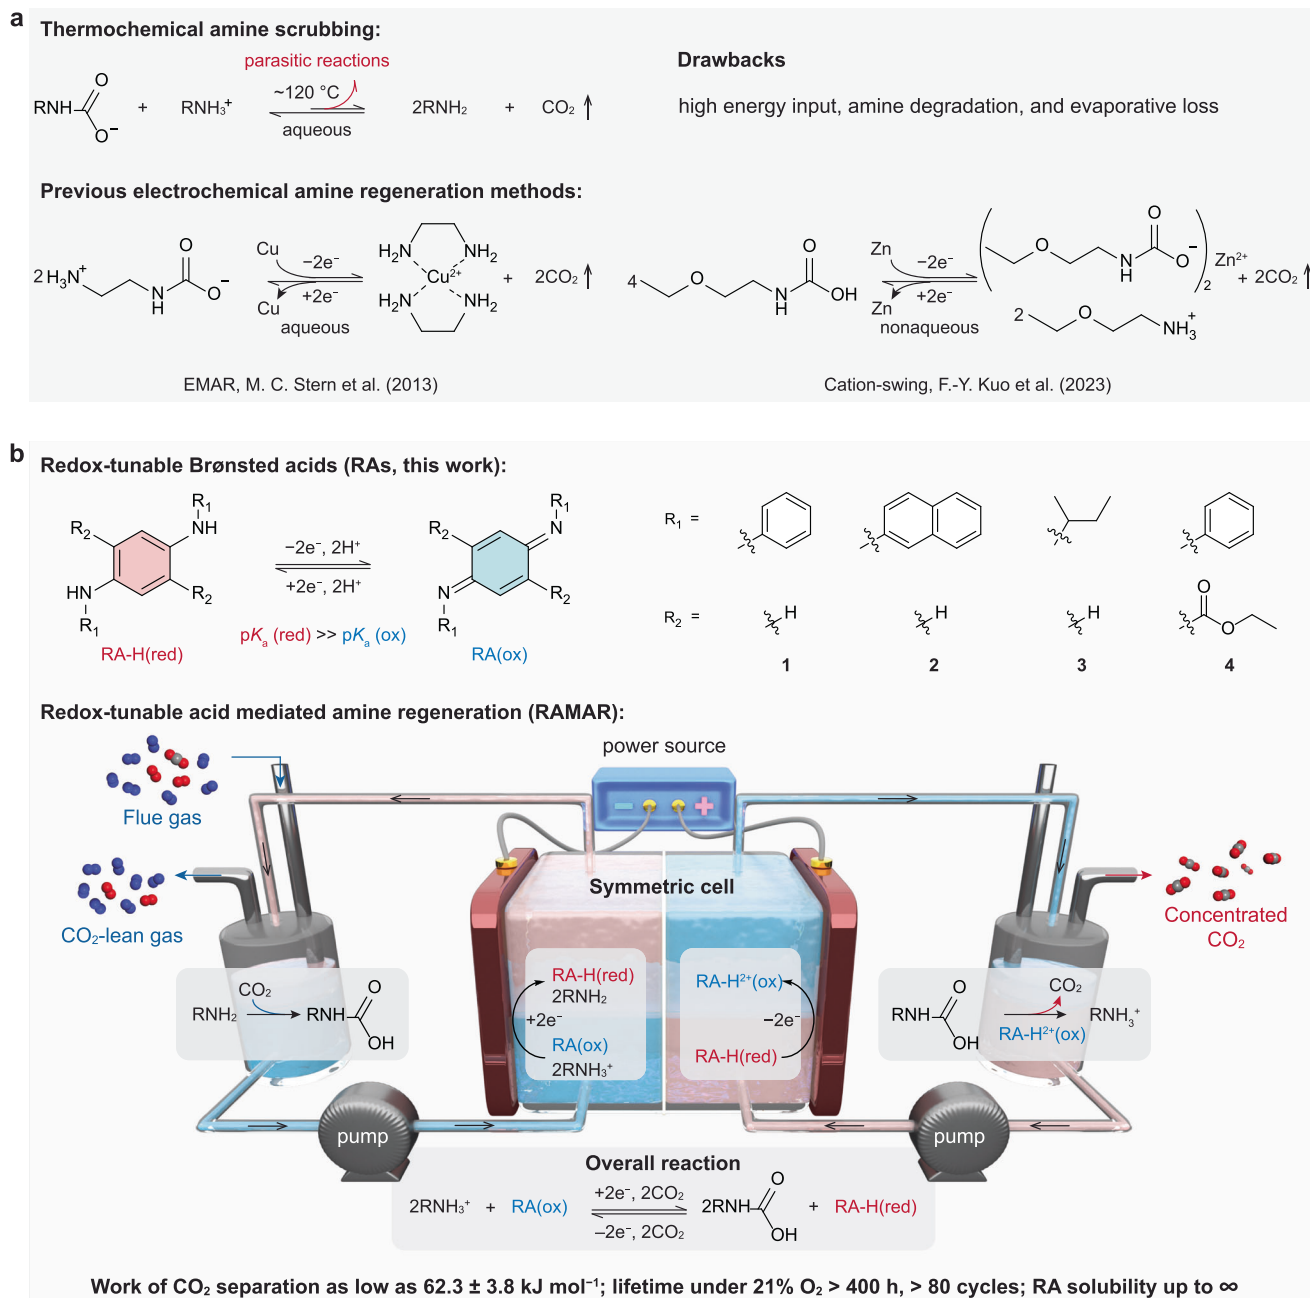 a
Thermochemical amine scrubbing:
parasitic reactions
Drawbacks
RNH O O⁻ + RNH₃⁺ ~120 °C aqueous 2RNH₂ + CO₂ ↑
high energy input, amine degradation, and evaporative loss
Previous electrochemical amine regeneration methods:
2 H₃N⁺ N H O O⁻ Cu −2e⁻ +2e⁻ Cu aqueous H₂N NH₂ Cu²⁺ H₂N NH₂ + 2CO₂ ↑
4 O N H O OH Zn −2e⁻ +2e⁻ Zn nonaqueous ( O N H O O⁻ )₂ Zn²⁺ 2 O NH₃⁺ + 2CO₂ ↑
EMAR, M. C. Stern et al. (2013)
Cation-swing, F.-Y. Kuo et al. (2023)
b
Redox-tunable Brønsted acids (RAs, this work):
R₁
NH
R₂
HN
R₂
R₁
RA-H(red)
−2e⁻, 2H⁺
+2e⁻, 2H⁺
pKₐ (red) >> pKₐ (ox)
R₁
N
R₂
N
R₂
R₁
RA(ox)
R₁ =
R₂ = H H H O O
1 2 3 4
Redox-tunable acid mediated amine regeneration (RAMAR):
power source
− +
Flue gas
CO₂-lean gas
Symmetric cell
Concentrated
CO₂
RNH₂ CO₂ RNH O OH
RA-H(red)
2RNH₂
+2e⁻
RA(ox)
2RNH₃⁺
RA-H²⁺(ox)
−2e⁻
RA-H(red)
RNH O OH CO₂ RA-H²⁺(ox) RNH₃⁺
pump
pump
Overall reaction
2RNH₃⁺ + RA(ox) +2e⁻, 2CO₂ −2e⁻, 2CO₂ 2RNH O OH + RA-H(red)
Work of CO₂ separation as low as 62.3 ± 3.8 kJ mol⁻¹; lifetime under 21% O₂ > 400 h, > 80 cycles; RA solubility up to ∞